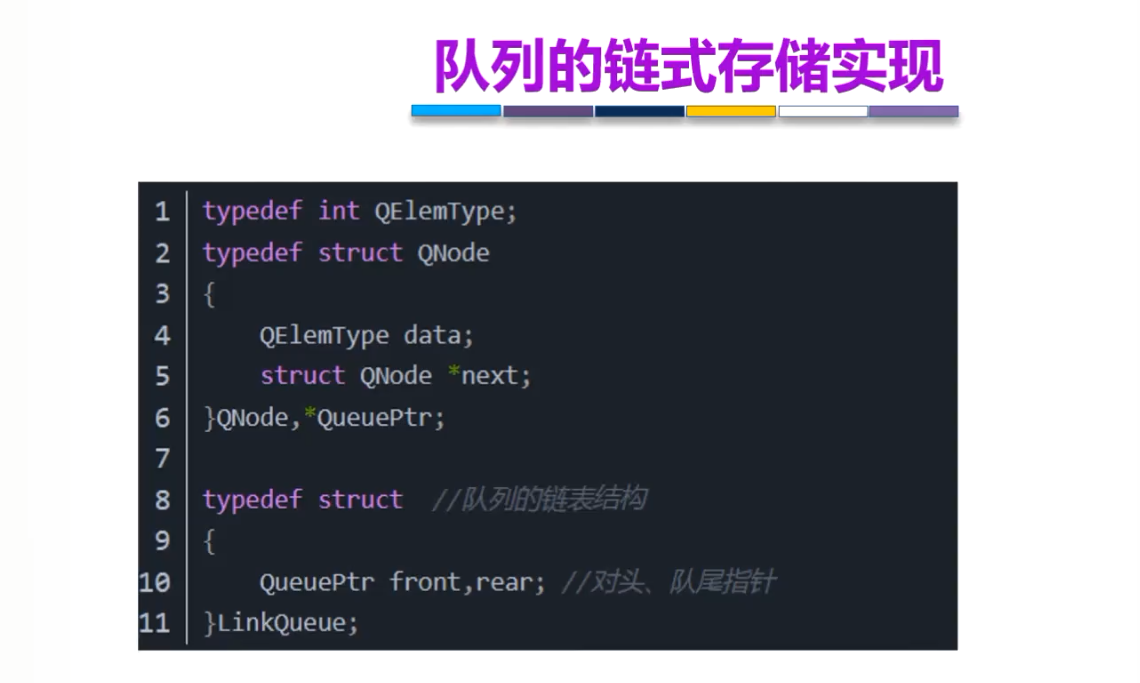 队列的链式存储实现
1 typedef int QElemType;
2 typedef struct QNode
3 {
4     QElemType data;
5     struct QNode *next;
6 }QNode,*QueuePtr;
7
8 typedef struct  //队列的链表结构
9 {
10     QueuePtr front,rear; //对头、队尾指针
11 }LinkQueue;